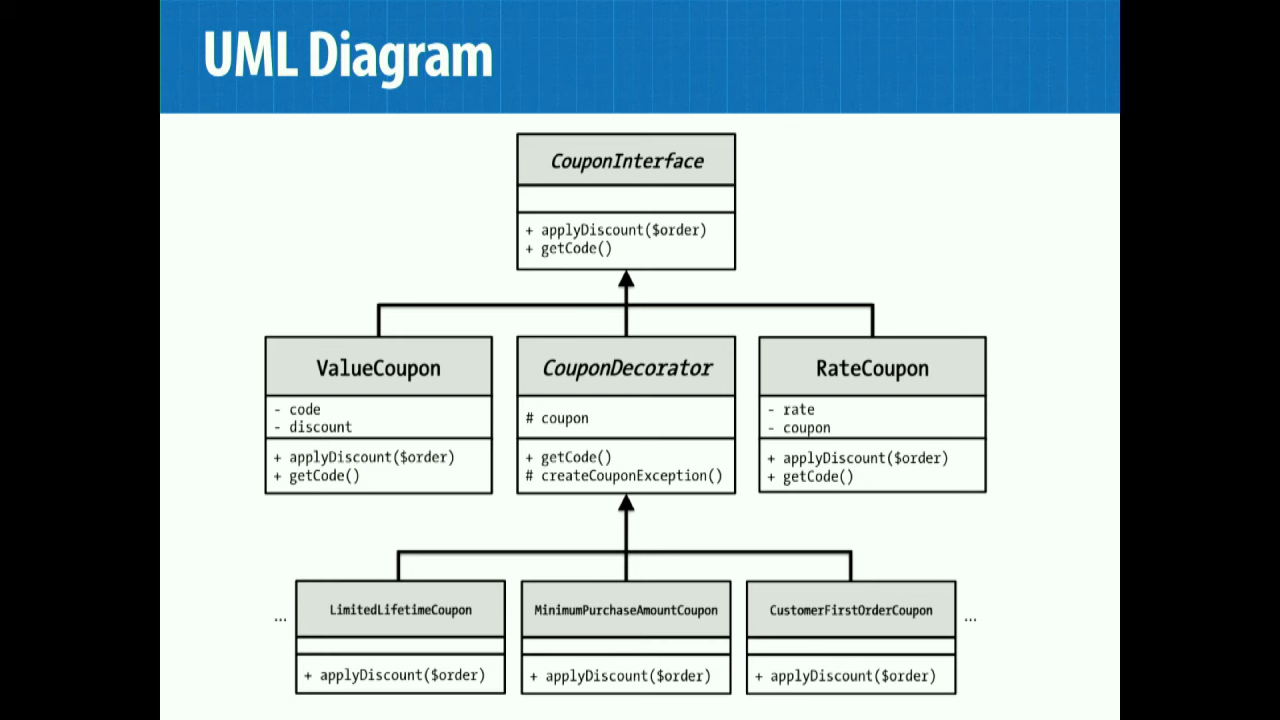 UML Diagram
CouponInterface
+ applyDiscount($order)
+ getCode()
ValueCoupon
- code
- discount
+ applyDiscount($order)
+ getCode()
CouponDecorator
# coupon
+ getCode()
# createCouponException()
RateCoupon
- rate
- coupon
+ applyDiscount($order)
+ getCode()
...
LimitedLifetimeCoupon
+ applyDiscount($order)
MinimumPurchaseAmountCoupon
+ applyDiscount($order)
CustomerFirstOrderCoupon
+ applyDiscount($order)
...